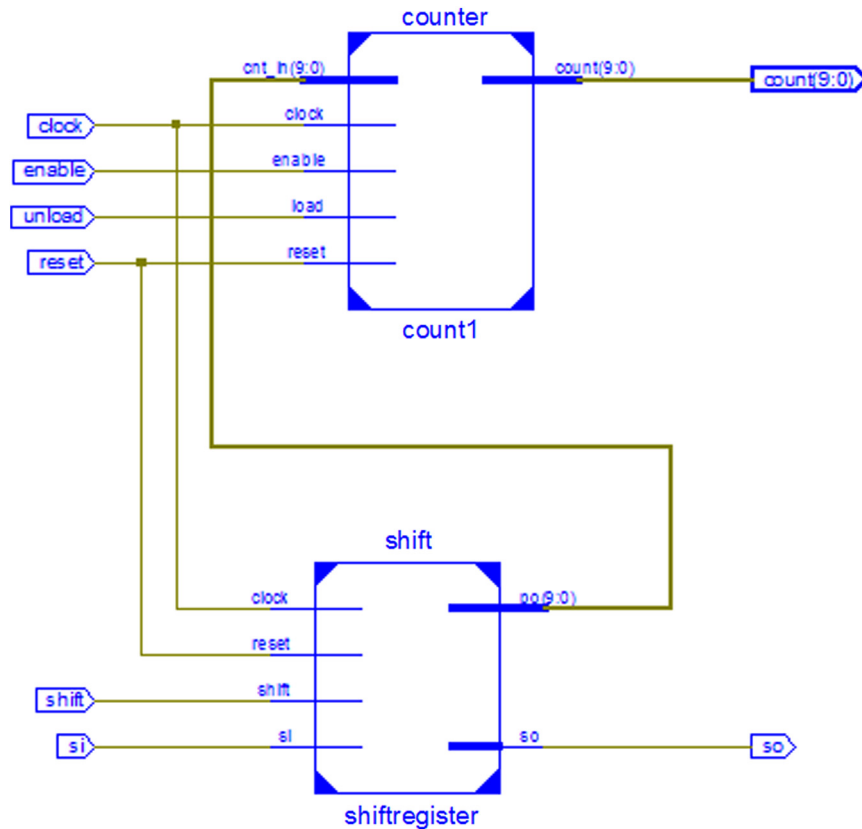 counter
cnt_in(9:0)
count(9:0)
count(9:0)
clock
clock
enable
enable
unload
load
reset
reset
count1
shift
clock
po(9:0)
reset
shift
shift
si
si
so
so
shiftregister